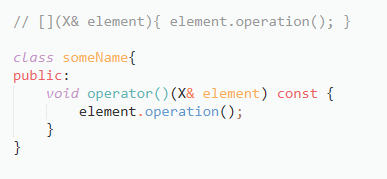 // [](X& element){ element.operation(); }
class someName{
public:
    void operator()(X& element) const {
        element.operation();
    }
}